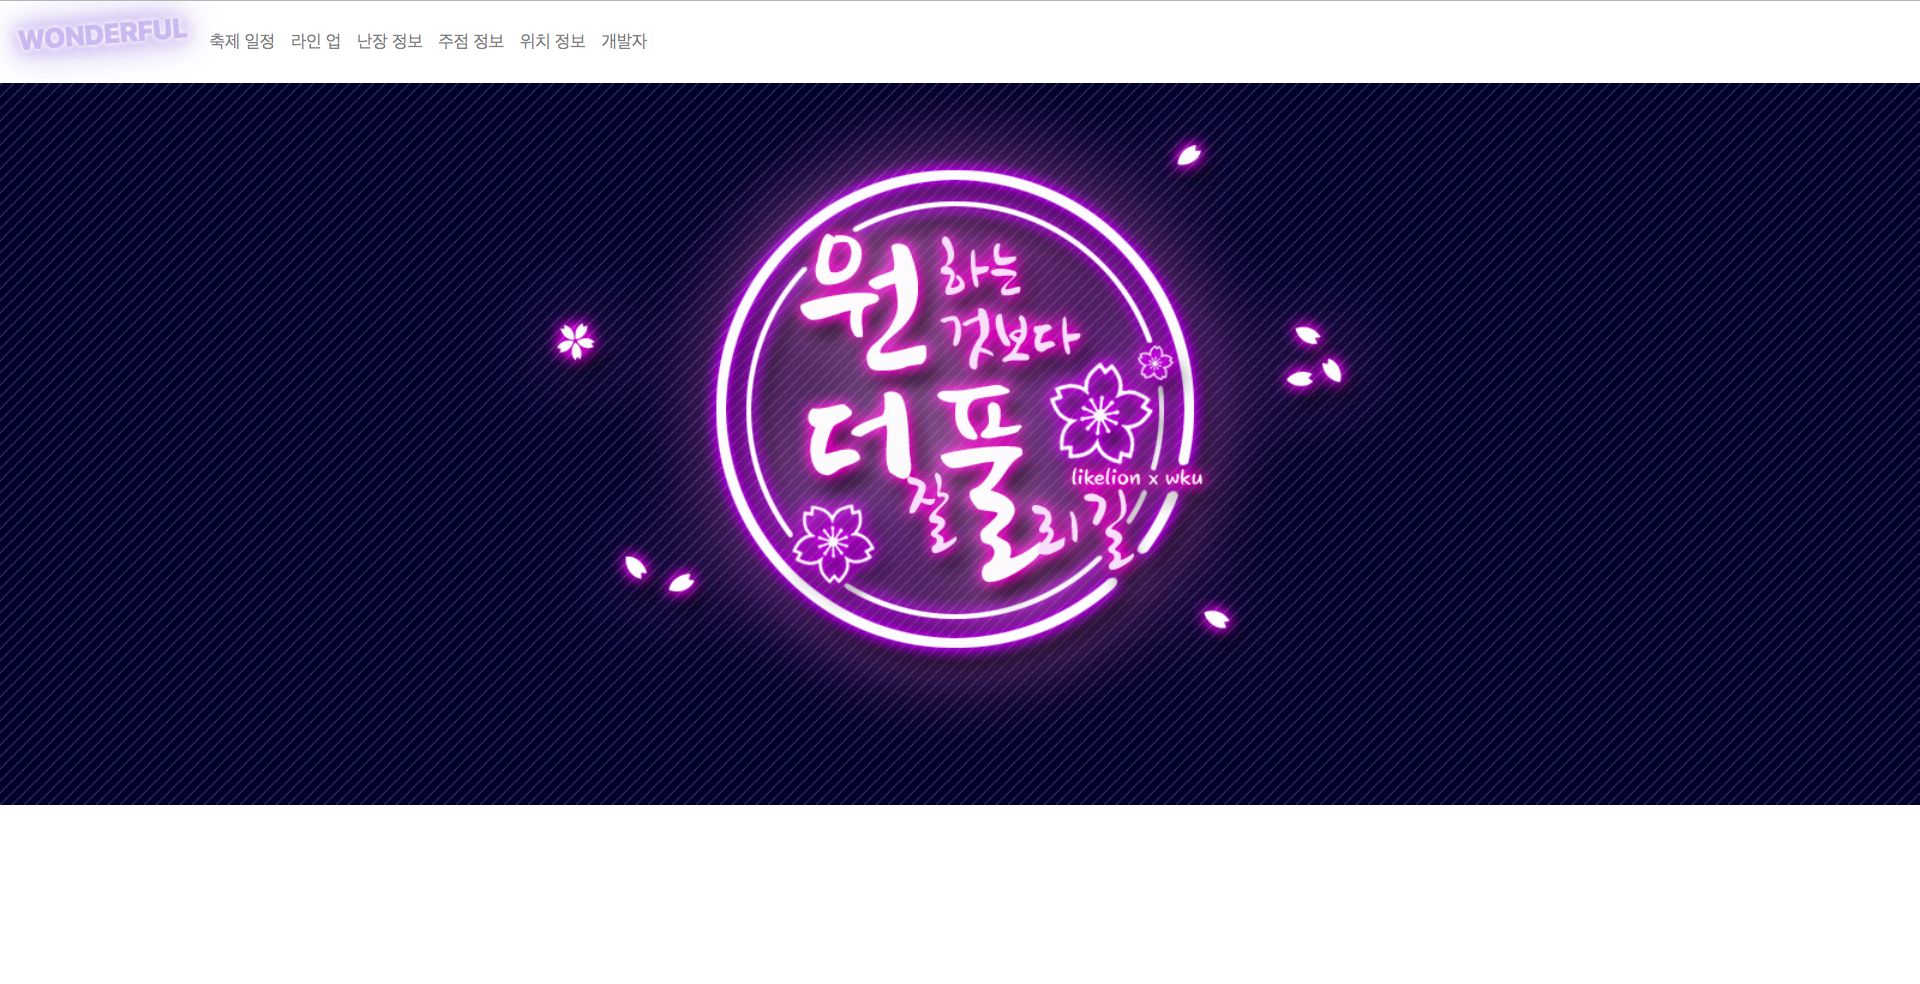 WONDERFUL
축제 일정 라인 업 난장 정보 주점 정보 위치 정보 개발자
원하는
것보다
더 잘
풀리길
likelion x wku